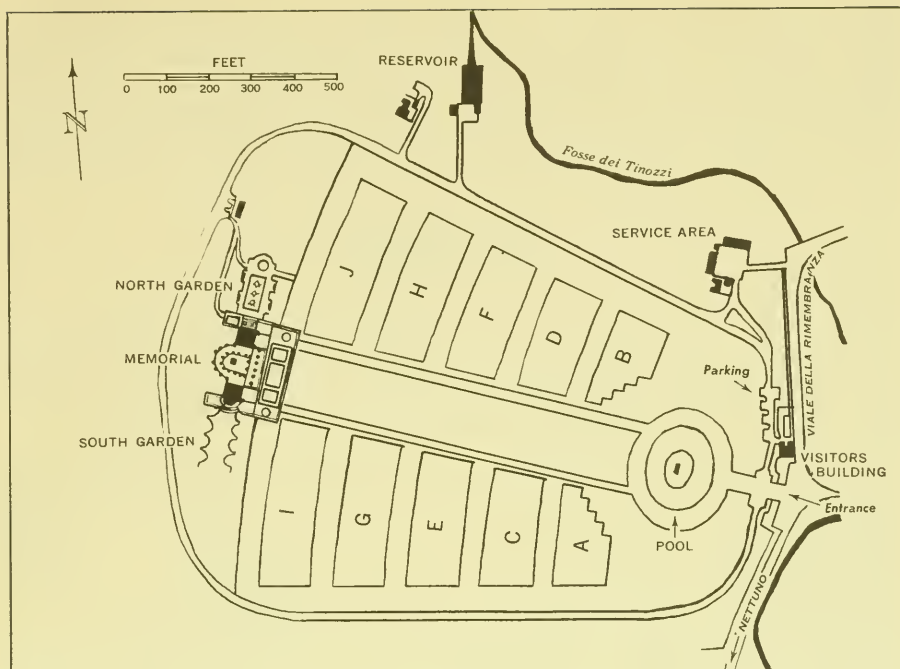 FEET
0 100 200 300 400 500
N
RESERVOIR
Fosse dei Tinozzi
SERVICE AREA
VIALE DELLA RIMEMBRANZA
NORTH GARDEN
MEMORIAL
SOUTH GARDEN
J
H
F
D
B
Parking
VISITORS
BUILDING
Entrance
POOL
I
G
E
C
A
NETTUNO